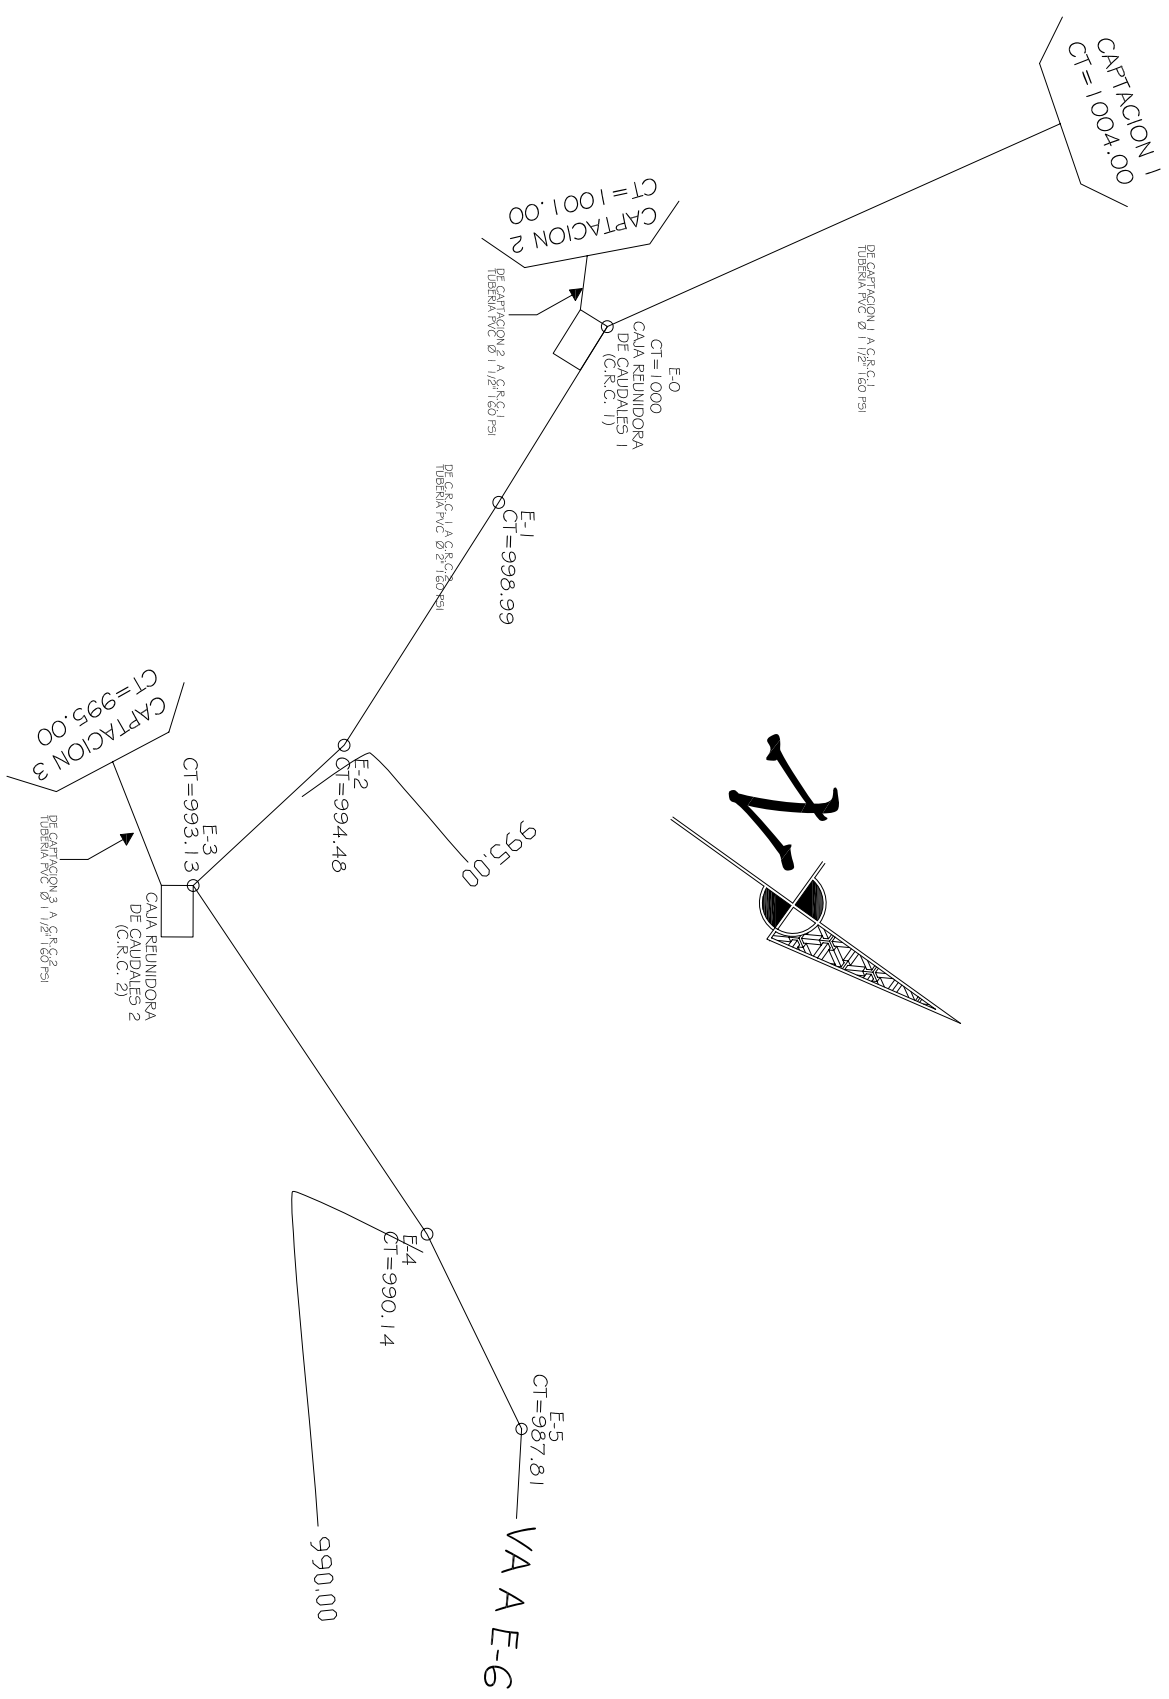 CAPTACION 1
CT=1004.00
DE CAPTACION 1 A C.R.C.1
TUBERIA PVC Ø 1 1/2" 160 PSI
CAPTACION 2
CT=1001.00
DE CAPTACION 2 A C.R.C.1
TUBERIA PVC Ø 1 1/2" 160 PSI
E-0
CT=1000
CAJA REUNIDORA
DE CAUDALES 1
(C.R.C. 1)
E-1
CT=998.99
DE C.R.C. 1 A C.R.C.2
TUBERIA PVC Ø 2" 160 PSI
E-2
CT=994.48
995.00
CAPTACION 3
CT=995.00
DE CAPTACION 3 A C.R.C.2
TUBERIA PVC Ø 1 1/2" 160 PSI
E-3
CT=993.13
CAJA REUNIDORA
DE CAUDALES 2
(C.R.C. 2)
N
E-4
CT=990.14
990.00
E-5
CT=987.81
VA A E-6